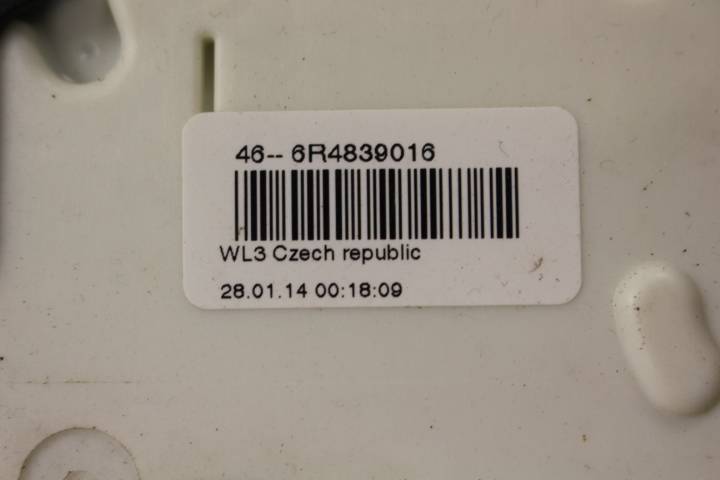 46-- 6R4839016
WL3 Czech republic
28.01.14 00:18:09